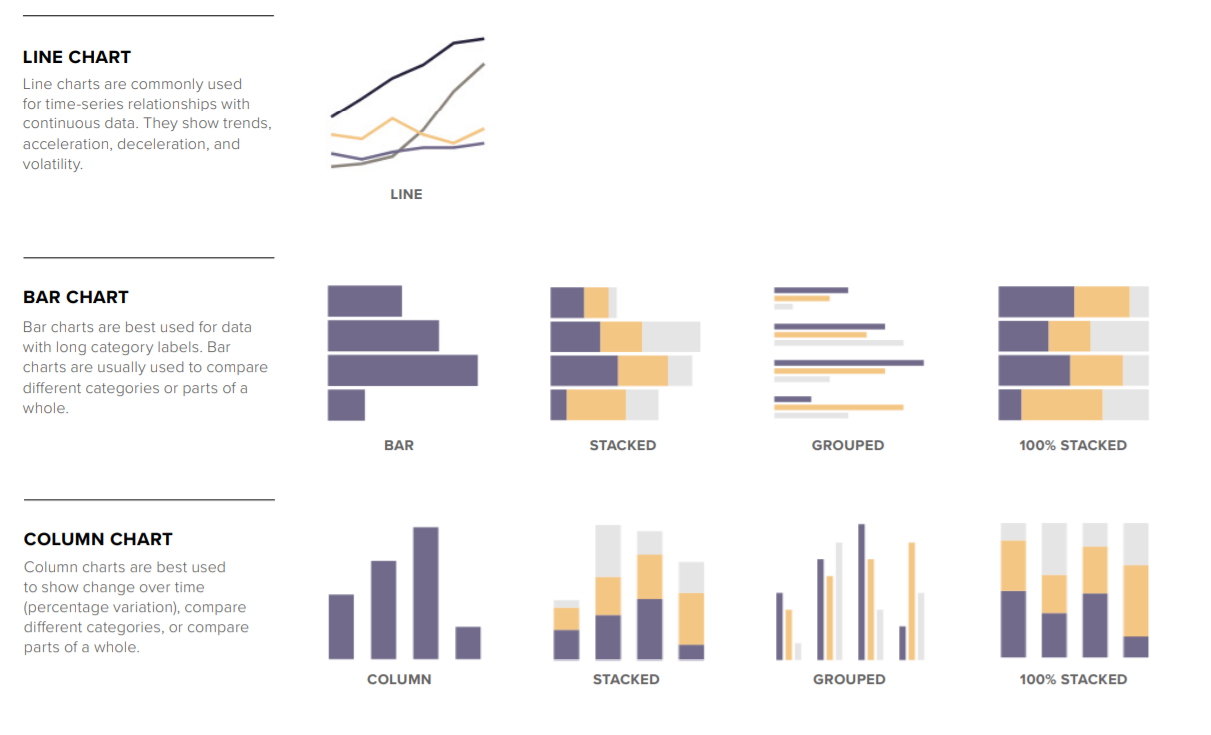 LINE CHART
Line charts are commonly used
for time-series relationships with
continuous data. They show trends,
acceleration, deceleration, and
volatility.
LINE
BAR CHART
Bar charts are best used for data
with long category labels. Bar
charts are usually used to compare
different categories or parts of a
whole.
BAR
STACKED
GROUPED
100% STACKED
COLUMN CHART
Column charts are best used
to show change over time
(percentage variation), compare
different categories, or compare
parts of a whole.
COLUMN
STACKED
GROUPED
100% STACKED